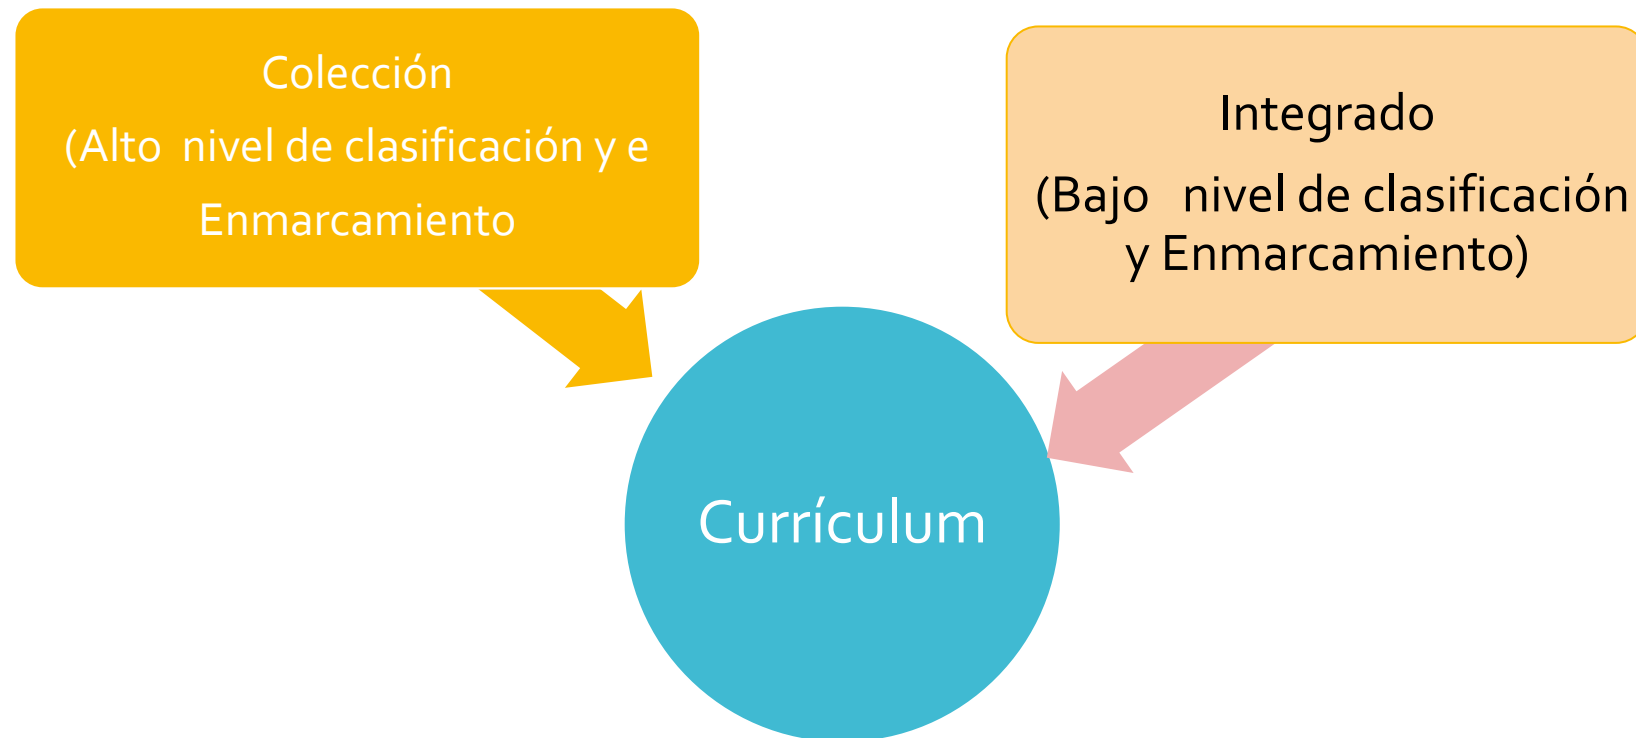 Colección
(Alto nivel de clasificación y e
Enmarcamiento
Integrado
(Bajo nivel de clasificación
y Enmarcamiento)
Currículum